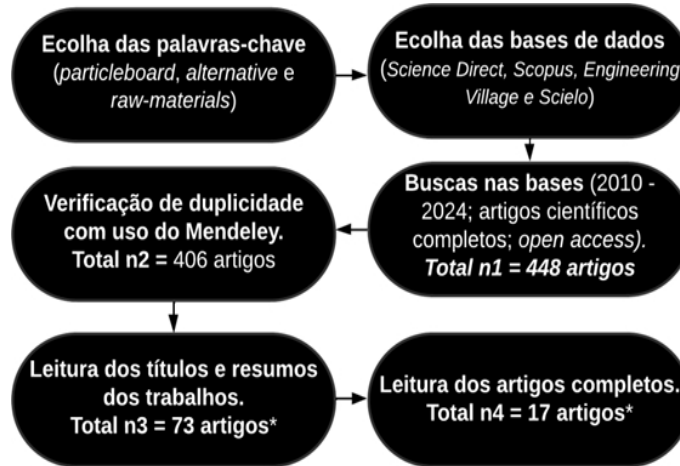 Ecolha das palavras-chave
(particleboard, alternative e
raw-materials)
Ecolha das bases de dados
(Science Direct, Scopus, Engineering
Village e Scielo)
Buscas nas bases (2010 -
2024; artigos científicos
completos; open access).
Total n1 = 448 artigos
Verificação de duplicidade
com uso do Mendeley.
Total n2 = 406 artigos
Leitura dos títulos e resumos
dos trabalhos.
Total n3 = 73 artigos*
Leitura dos artigos completos.
Total n4 = 17 artigos*